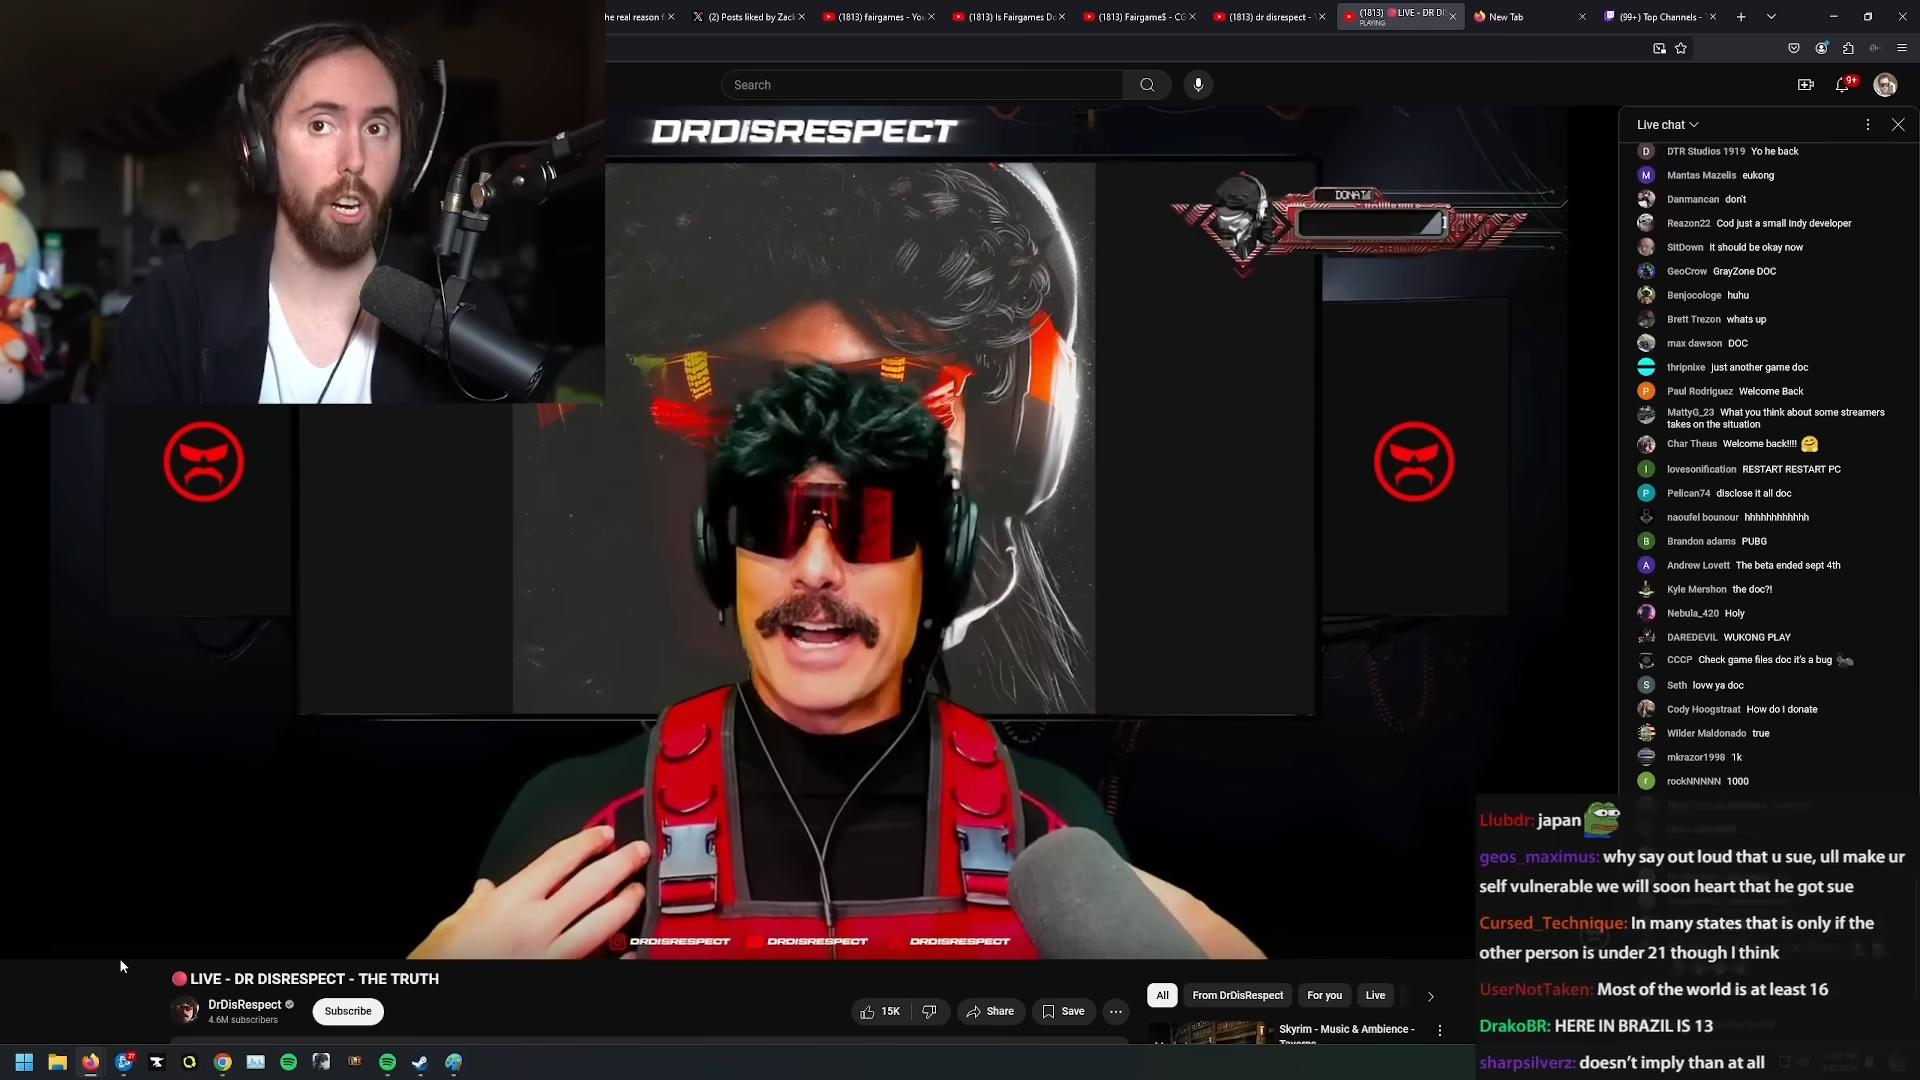 he real reason f
(2) Posts liked by Zack
(1813) fairgames - You
(1813) Is Fairgames Do
(1813) Fairgame$ - CG
(1813) dr disrespect -
(1813) 🔴LIVE - DR DI
PLAYING
New Tab
(99+) Top Channels -
Search
9+
DRDISRESPECT
DONAT
Live chat
DTR Studios 1919 Yo he back
Mantas Mazelis eukong
Danmancan don't
Reazon22 Cod just a small Indy developer
SitDown it should be okay now
GeoCrow GrayZone DOC
Benjocologe huhu
Brett Trezon whats up
max dawson DOC
thripnixe just another game doc
Paul Rodriguez Welcome Back
MattyG_23 What you think about some streamers
takes on the situation
Char Theus Welcome back!!!! 🤗
lovesonification RESTART RESTART PC
Pelican74 disclose it all doc
naoufel bounour hhhhhhhhhhh
Brandon adams PUBG
Andrew Lovett The beta ended sept 4th
Kyle Mershon the doc?!
Nebula_420 Holy
DAREDEVIL WUKONG PLAY
CCCP Check game files doc it's a bug 🐜
Seth lovw ya doc
Cody Hoogstraat How do I donate
Wilder Maldonado true
mkrazor1998 1k
rockNNNNN 1000
Llubdr: japan
geos_maximus: why say out loud that u sue, ull make ur
self vulnerable we will soon heart that he got sue
Cursed_Technique: In many states that is only if the
other person is under 21 though I think
UserNotTaken: Most of the world is at least 16
DrakoBR: HERE IN BRAZIL IS 13
sharpsilverz: doesn't imply than at all
DRDISRESPECT
DRDISRESPECT
DRDISRESPECT
🔴LIVE - DR DISRESPECT - THE TRUTH
DrDisRespect
4.6M subscribers
Subscribe
15K
Share
Save
All
From DrDisRespect
For you
Live
Skyrim - Music & Ambience -
Taverns
27